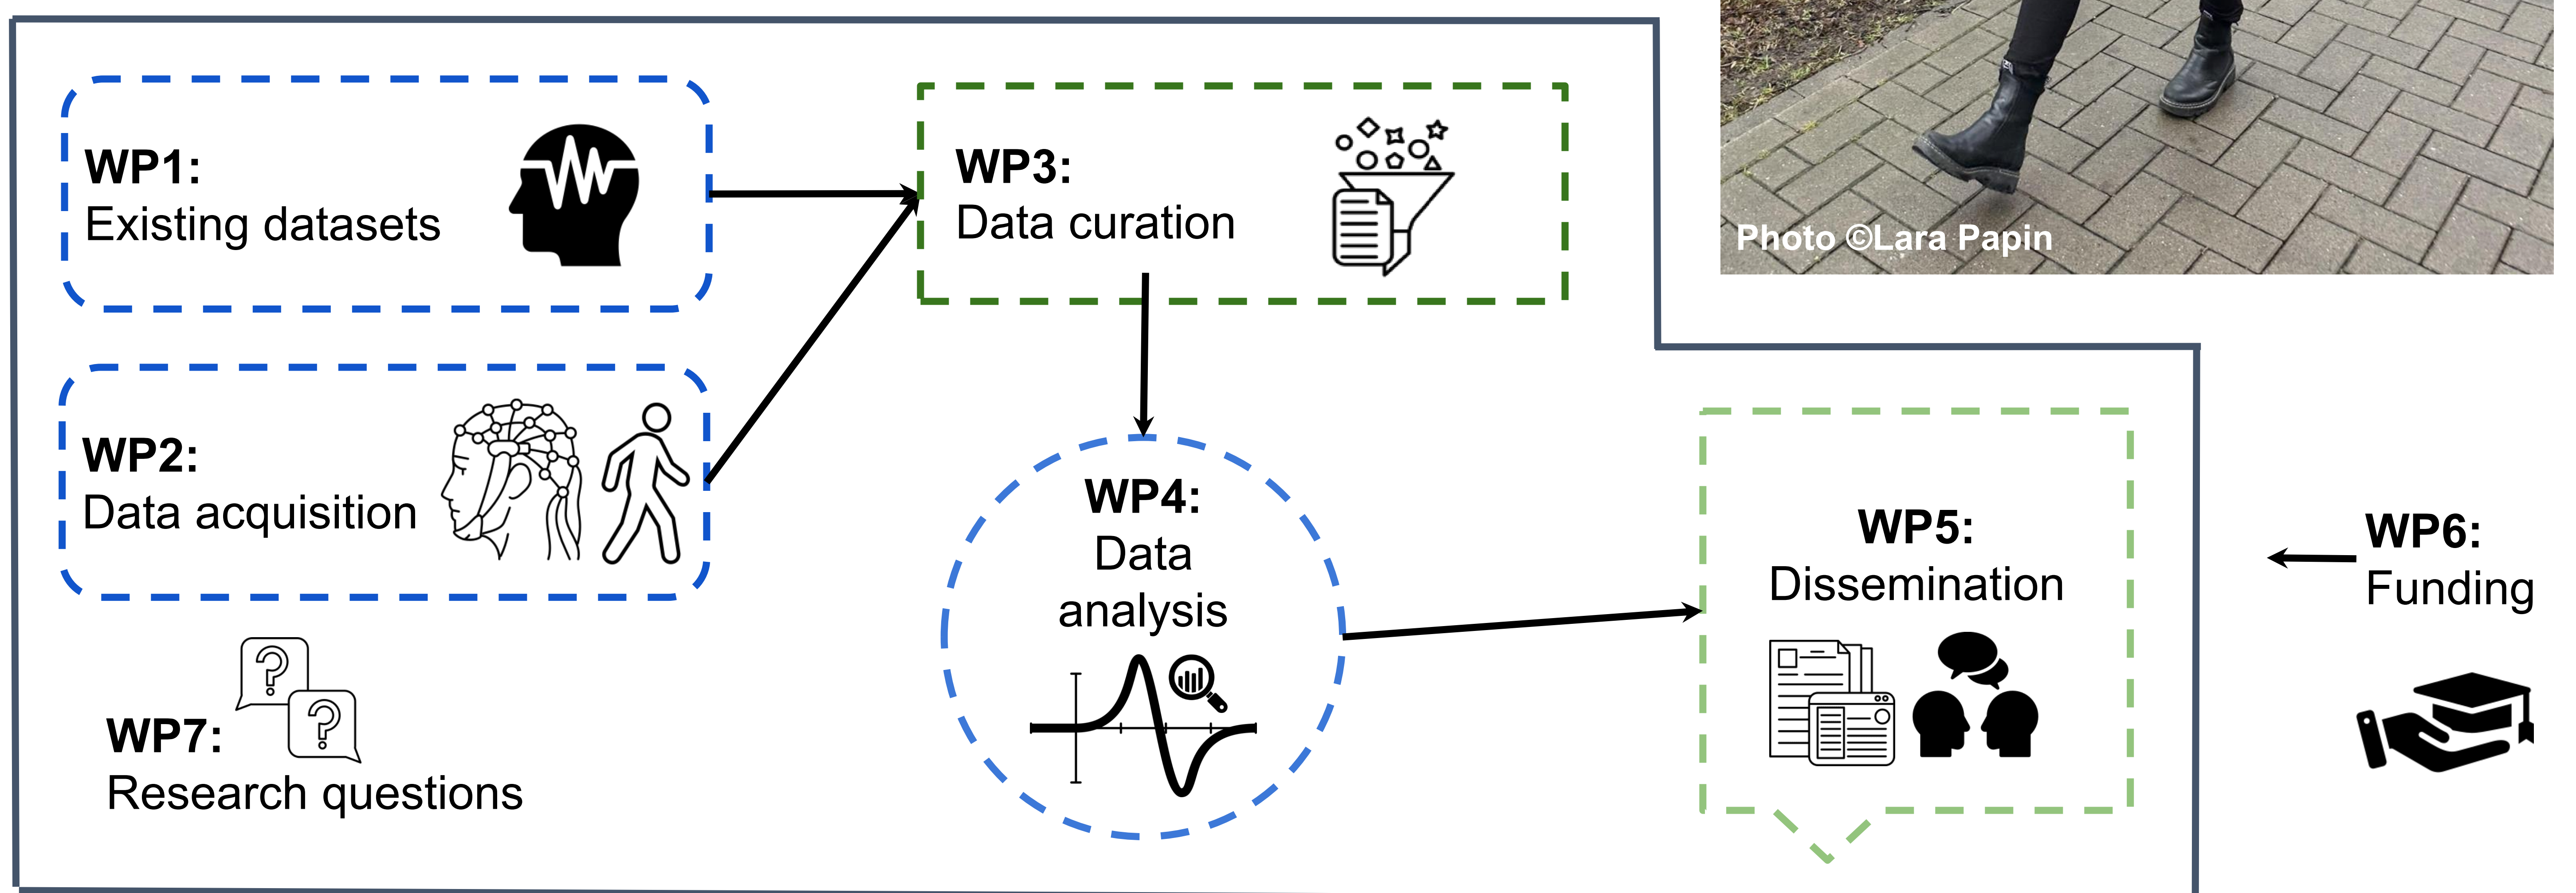 WP1:
Existing datasets
WP3:
Data curation
Photo ©Lara Papin
WP2:
Data acquisition
WP4:
Data
analysis
WP5:
Dissemination
WP6:
Funding
WP7:
Research questions